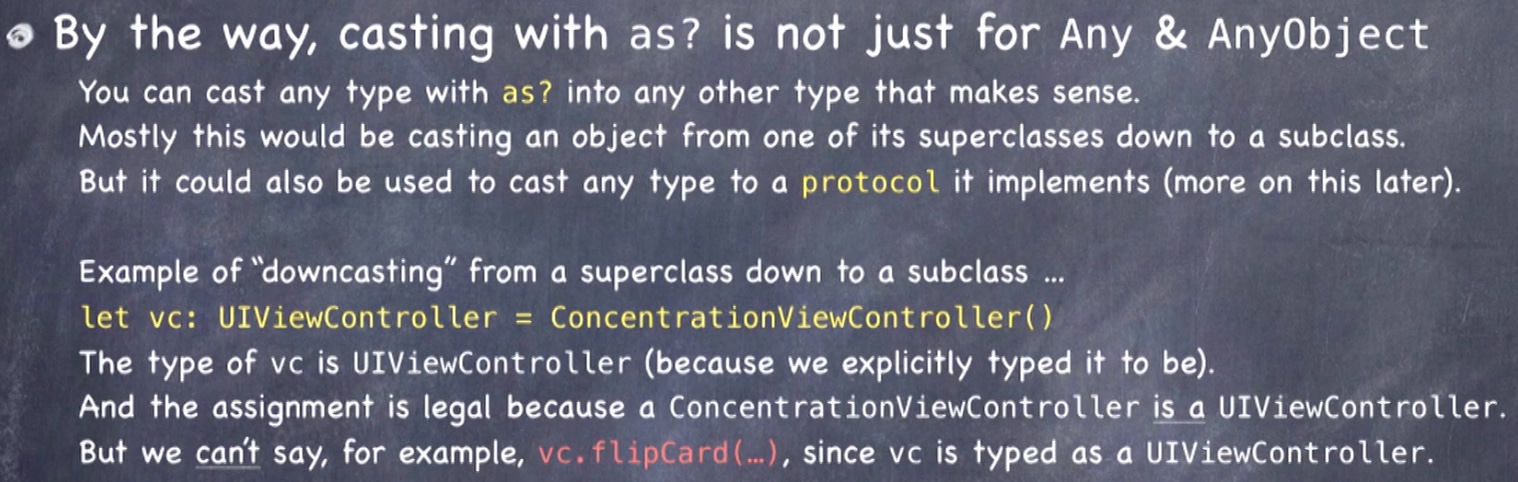 By the way, casting with as? is not just for Any & AnyObject
You can cast any type with as? into any other type that makes sense.
Mostly this would be casting an object from one of its superclasses down to a subclass.
But it could also be used to cast any type to a protocol it implements (more on this later).
Example of “downcasting” from a superclass down to a subclass …
let vc: UIViewController = ConcentrationViewController()
The type of vc is UIViewController (because we explicitly typed it to be).
And the assignment is legal because a ConcentrationViewController is a UIViewController.
But we can’t say, for example, vc.flipCard(…), since vc is typed as a UIViewController.